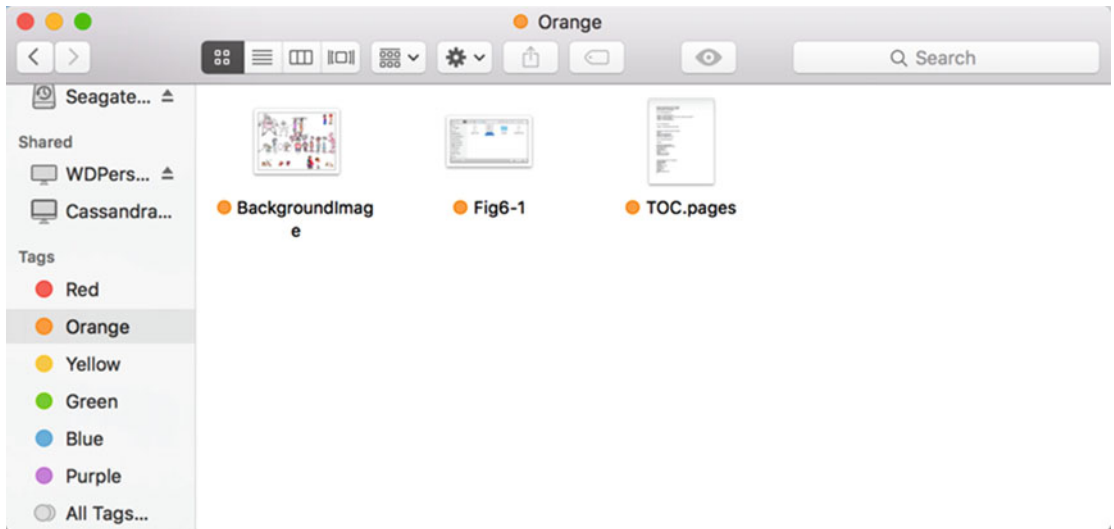 Orange
Search
Seagate...
Shared
WDPers...
Cassandra...
Tags
Red
Orange
Yellow
Green
Blue
Purple
All Tags...
BackgroundImag
e
Fig6-1
TOC.pages